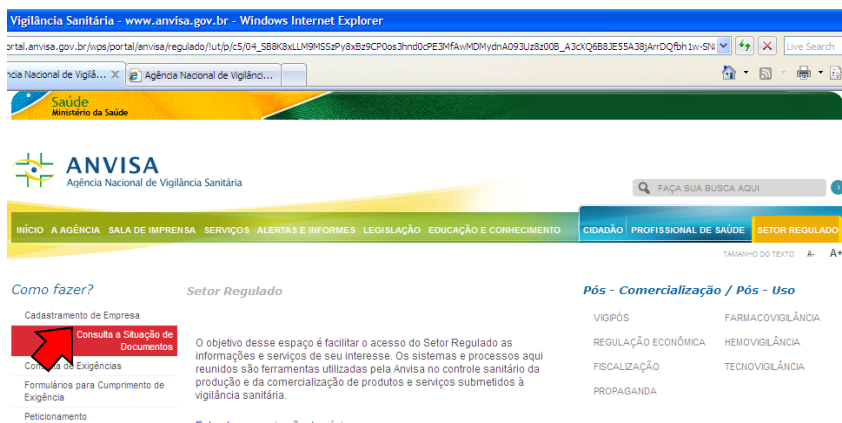 Vigilância Sanitária - www.anvisa.gov.br - Windows Internet Explorer
Live Search
ncia Nacional de Vigilâ... X Agência Nacional de Vigilânci...
Saúde
Ministério da Saúde
ANVISA
Agência Nacional de Vigilância Sanitária
FAÇA SUA BUSCA AQUI
INÍCIO A AGÊNCIA SALA DE IMPRENSA SERVIÇOS ALERTAS E INFORMES LEGISLAÇÃO EDUCAÇÃO E CONHECIMENTO CIDADÃO PROFISSIONAL DE SAÚDE SETOR REGULADO
TAMANHO DO TEXTO A- A+
Como fazer?
Cadastramento de Empresa
Consulta a Situação de
Documentos
de Exigências
Formulários para Cumprimento de
Exigência
Peticionamento
Setor Regulado
O objetivo desse espaço é facilitar o acesso do Setor Regulado as
informações e serviços de seu interesse. Os sistemas e processos aqui
reunidos são ferramentas utilizadas pela Anvisa no controle sanitário da
produção e da comercialização de produtos e serviços submetidos à
vigilância sanitária.
Pós - Comercialização / Pós - Uso
VIGIPÓS FARMACOVIGILÂNCIA
REGULAÇÃO ECONÔMICA HEMOVIGILÂNCIA
FISCALIZAÇÃO TECNOVIGILÂNCIA
PROPAGANDA